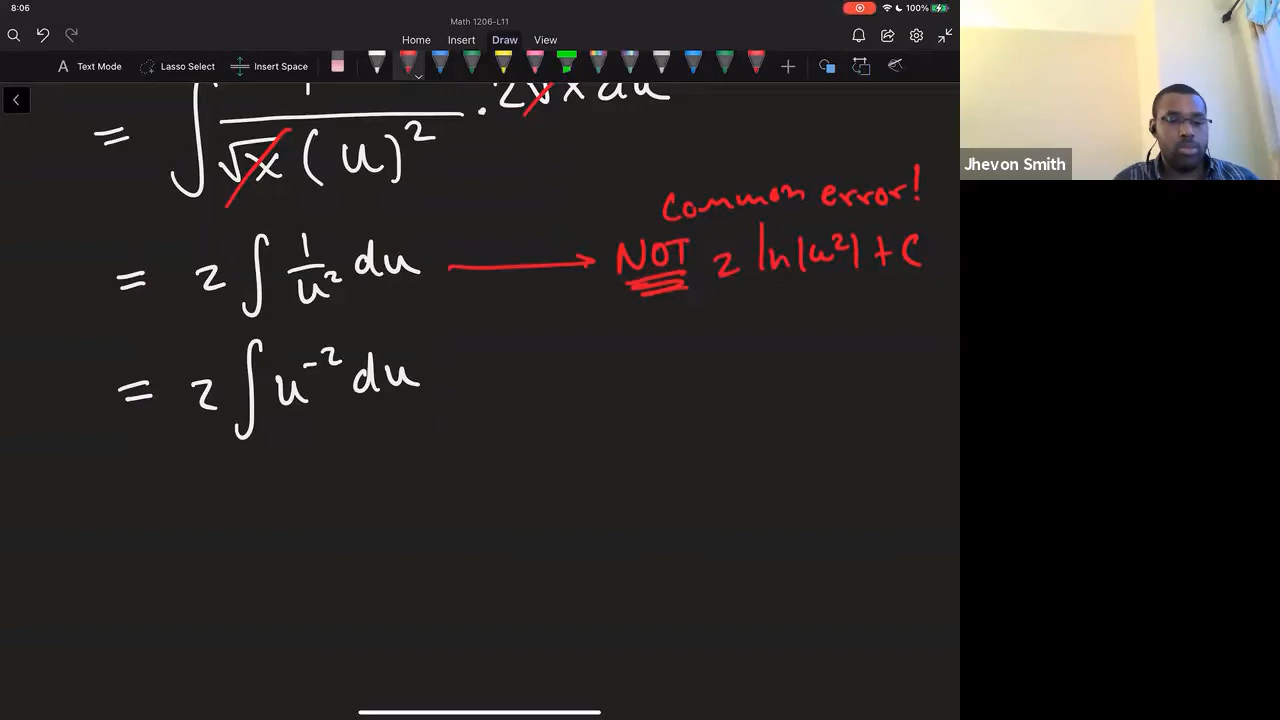 8:06
100%
Math 1206-L11
Home Insert Draw View
Text Mode Lasso Select Insert Space
= ∫ 1/(√x (u)²) · 2√x du
Common error!
= 2 ∫ 1/u² du → NOT 2 ln|u²| + C
= 2 ∫ u⁻² du
Jhevon Smith